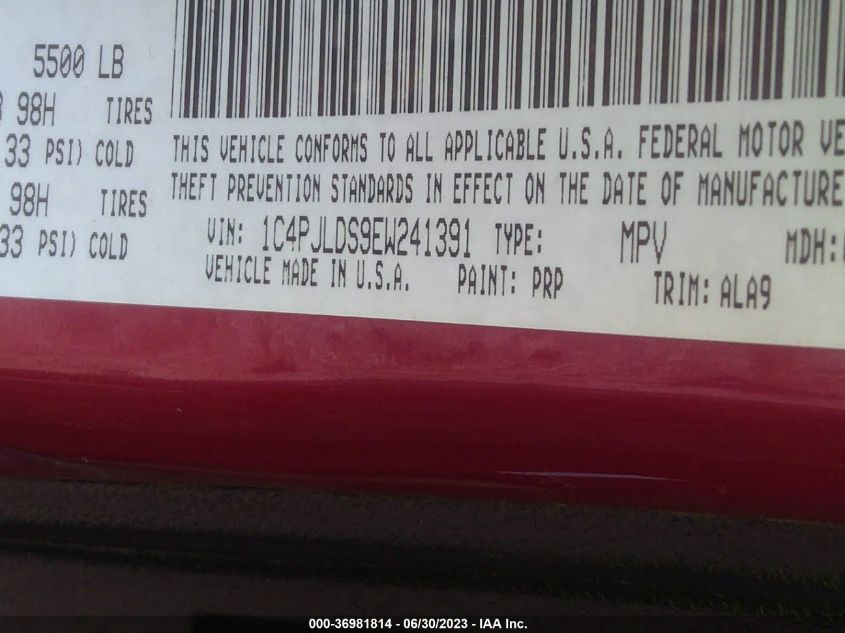 5500 LB
98H TIRES
33 PSI) COLD
98H TIRES
33 PSI) COLD
THIS VEHICLE CONFORMS TO ALL APPLICABLE U.S.A. FEDERAL MOTOR VE
THEFT PREVENTION STANDARDS IN EFFECT ON THE DATE OF MANUFACTURE
VIN: 1C4PJLDS9EW241391 TYPE: MPV MDH:
VEHICLE MADE IN U.S.A. PAINT: PRP TRIM: ALA9
000-36981814 - 06/30/2023 - IAA Inc.